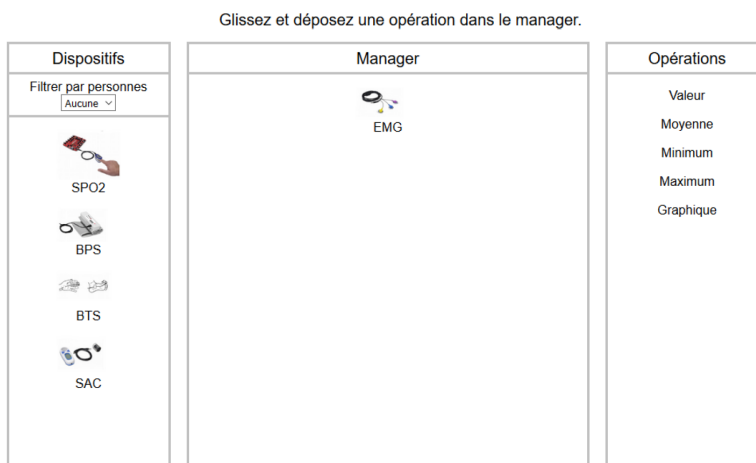 Glissez et déposez une opération dans le manager.
Dispositifs
Filtrer par personnes
Aucune
SPO2
BPS
BTS
SAC
Manager
EMG
Opérations
Valeur
Moyenne
Minimum
Maximum
Graphique